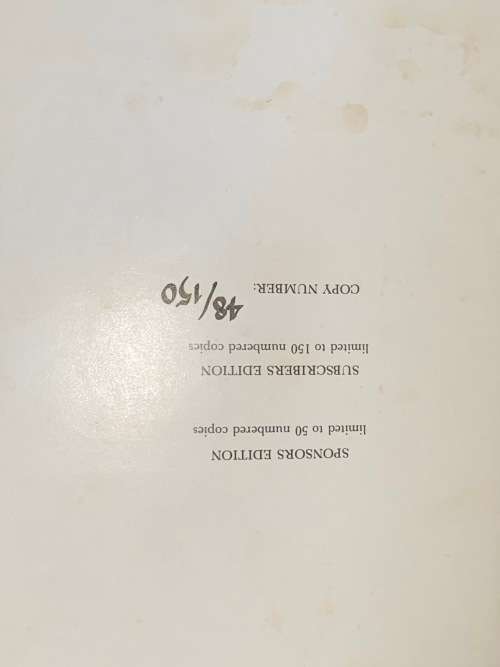 SPONSORS EDITION
limited to 50 numbered copies
SUBSCRIBERS EDITION
limited to 150 numbered copies
COPY NUMBER: 48/150